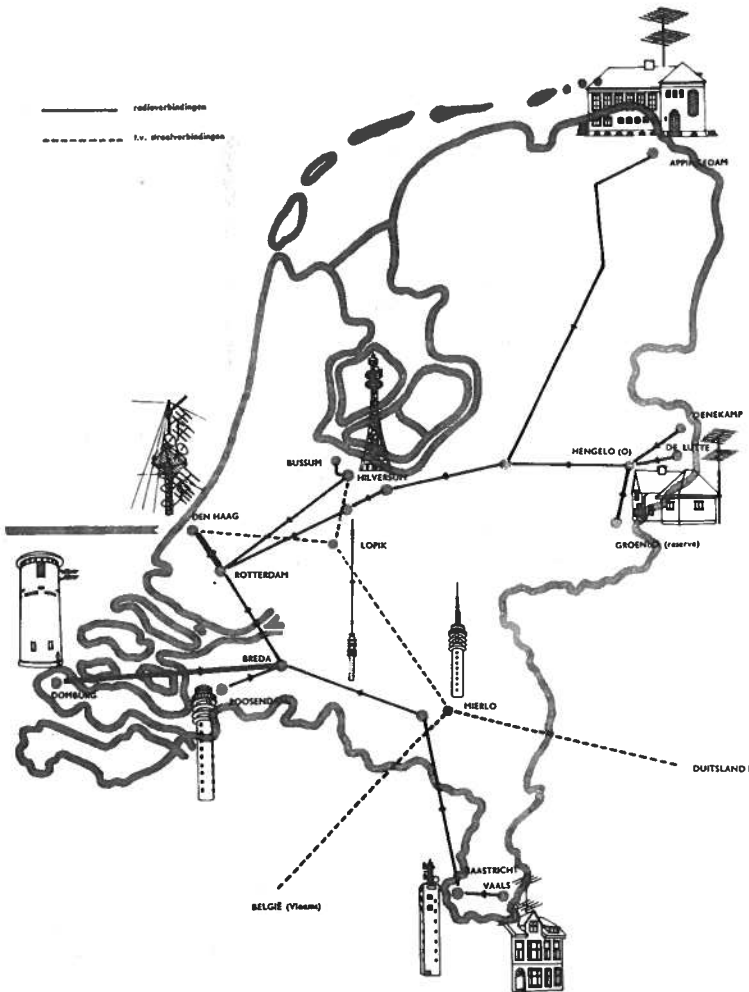 radioverbindingen
t.v. straalverbindingen
APPINGEDAM
DENEKAMP
HENGELO (O)
DE LUTTE
BUSSUM
HILVERSUM
DEN HAAG
LOPIK
GROENLO (reserve)
ROTTERDAM
BREDA
DOMBURG
ROOSENDAAL
MIERLO
DUITSLAND
MAASTRICHT
VAALS
BELGIË (Vlaams)